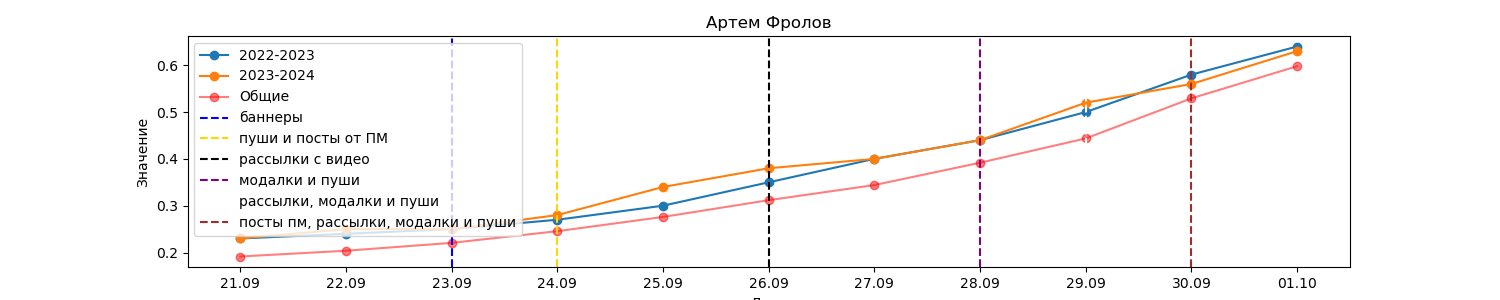 Артем Фролов
Значение
0.6
0.5
0.4
0.3
0.2
2022-2023
2023-2024
Общие
баннеры
пуши и посты от ПМ
рассылки с видео
модалки и пуши
рассылки, модалки и пуши
посты пм, рассылки, модалки и пуши
21.09 22.09 23.09 24.09 25.09 26.09 27.09 28.09 29.09 30.09 01.10